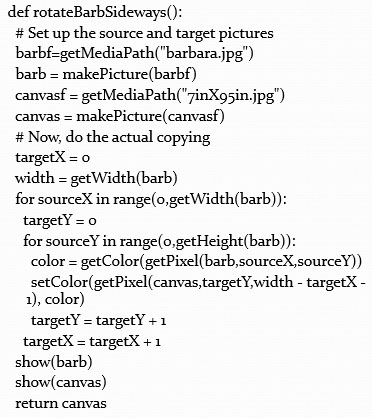 def rotateBarbSideways():
# Set up the source and target pictures
barbf=getMediaPath("barbara.jpg")
barb = makePicture(barbf)
canvasf = getMediaPath("7inX95in.jpg")
canvas = makePicture(canvasf)
# Now, do the actual copying
targetX = 0
width = getWidth(barb)
for sourceX in range(0,getWidth(barb)):
targetY = 0
for sourceY in range(0,getHeight(barb)):
color = getColor(getPixel(barb,sourceX,sourceY))
setColor(getPixel(canvas,targetY,width - targetX -
1), color)
targetY = targetY + 1
targetX = targetX + 1
show(barb)
show(canvas)
return canvas